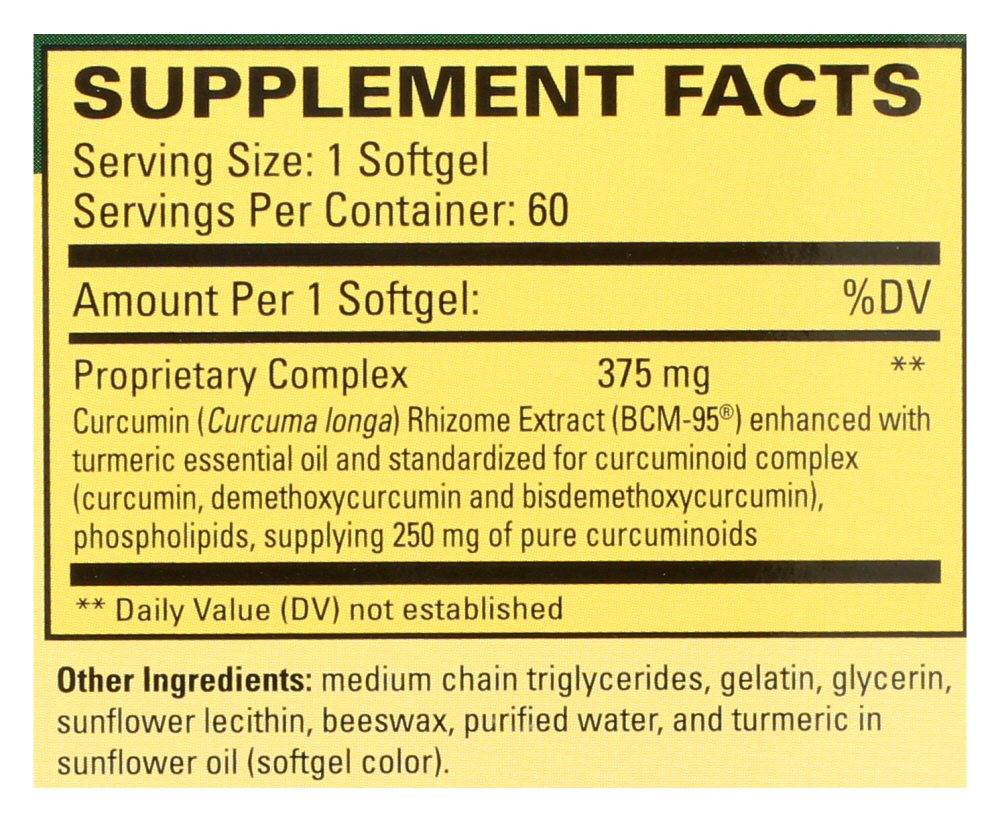 SUPPLEMENT FACTS
Serving Size: 1 Softgel
Servings Per Container: 60
Amount Per 1 Softgel: %DV
Proprietary Complex 375 mg **
Curcumin (Curcuma longa) Rhizome Extract (BCM-95®) enhanced with
turmeric essential oil and standardized for curcuminoid complex
(curcumin, demethoxycurcumin and bisdemethoxycurcumin),
phospholipids, supplying 250 mg of pure curcuminoids
** Daily Value (DV) not established
Other Ingredients: medium chain triglycerides, gelatin, glycerin,
sunflower lecithin, beeswax, purified water, and turmeric in
sunflower oil (softgel color).